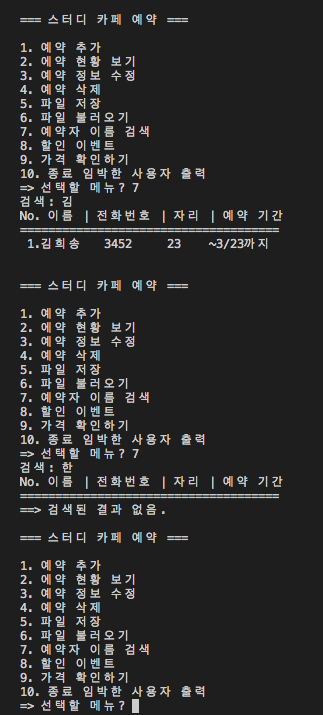 === 스터디 카페 예약 ===
1. 예약 추가
2. 예약 현황 보기
3. 예약 정보 수정
4. 예약 삭제
5. 파일 저장
6. 파일 불러오기
7. 예약자 이름 검색
8. 할인 이벤트
9. 가격 확인하기
10. 종료 임박한 사용자 출력
=> 선택할 메뉴? 7
검색: 김
No. 이름 | 전화번호 | 자리 | 예약 기간
=====================================
1.김희송 3452 23 ~3/23까지
=== 스터디 카페 예약 ===
1. 예약 추가
2. 예약 현황 보기
3. 예약 정보 수정
4. 예약 삭제
5. 파일 저장
6. 파일 불러오기
7. 예약자 이름 검색
8. 할인 이벤트
9. 가격 확인하기
10. 종료 임박한 사용자 출력
=> 선택할 메뉴? 7
검색: 한
No. 이름 | 전화번호 | 자리 | 예약 기간
=====================================
==> 검색된 결과 없음.
=== 스터디 카페 예약 ===
1. 예약 추가
2. 예약 현황 보기
3. 예약 정보 수정
4. 예약 삭제
5. 파일 저장
6. 파일 불러오기
7. 예약자 이름 검색
8. 할인 이벤트
9. 가격 확인하기
10. 종료 임박한 사용자 출력
=> 선택할 메뉴?